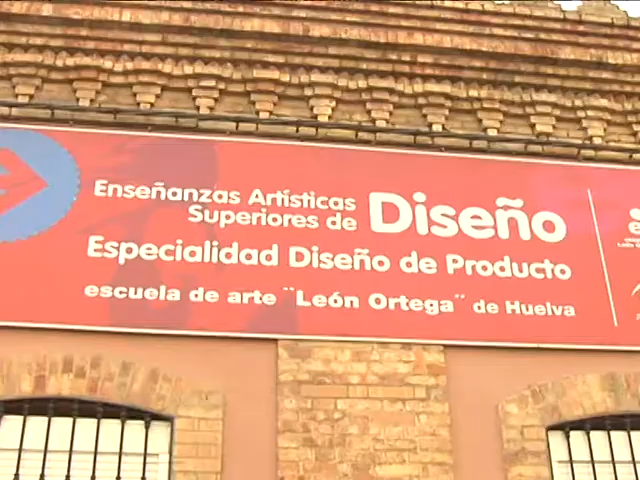 Enseñanzas Artísticas
Superiores de Diseño
Especialidad Diseño de Producto
escuela de arte "León Ortega" de Huelva